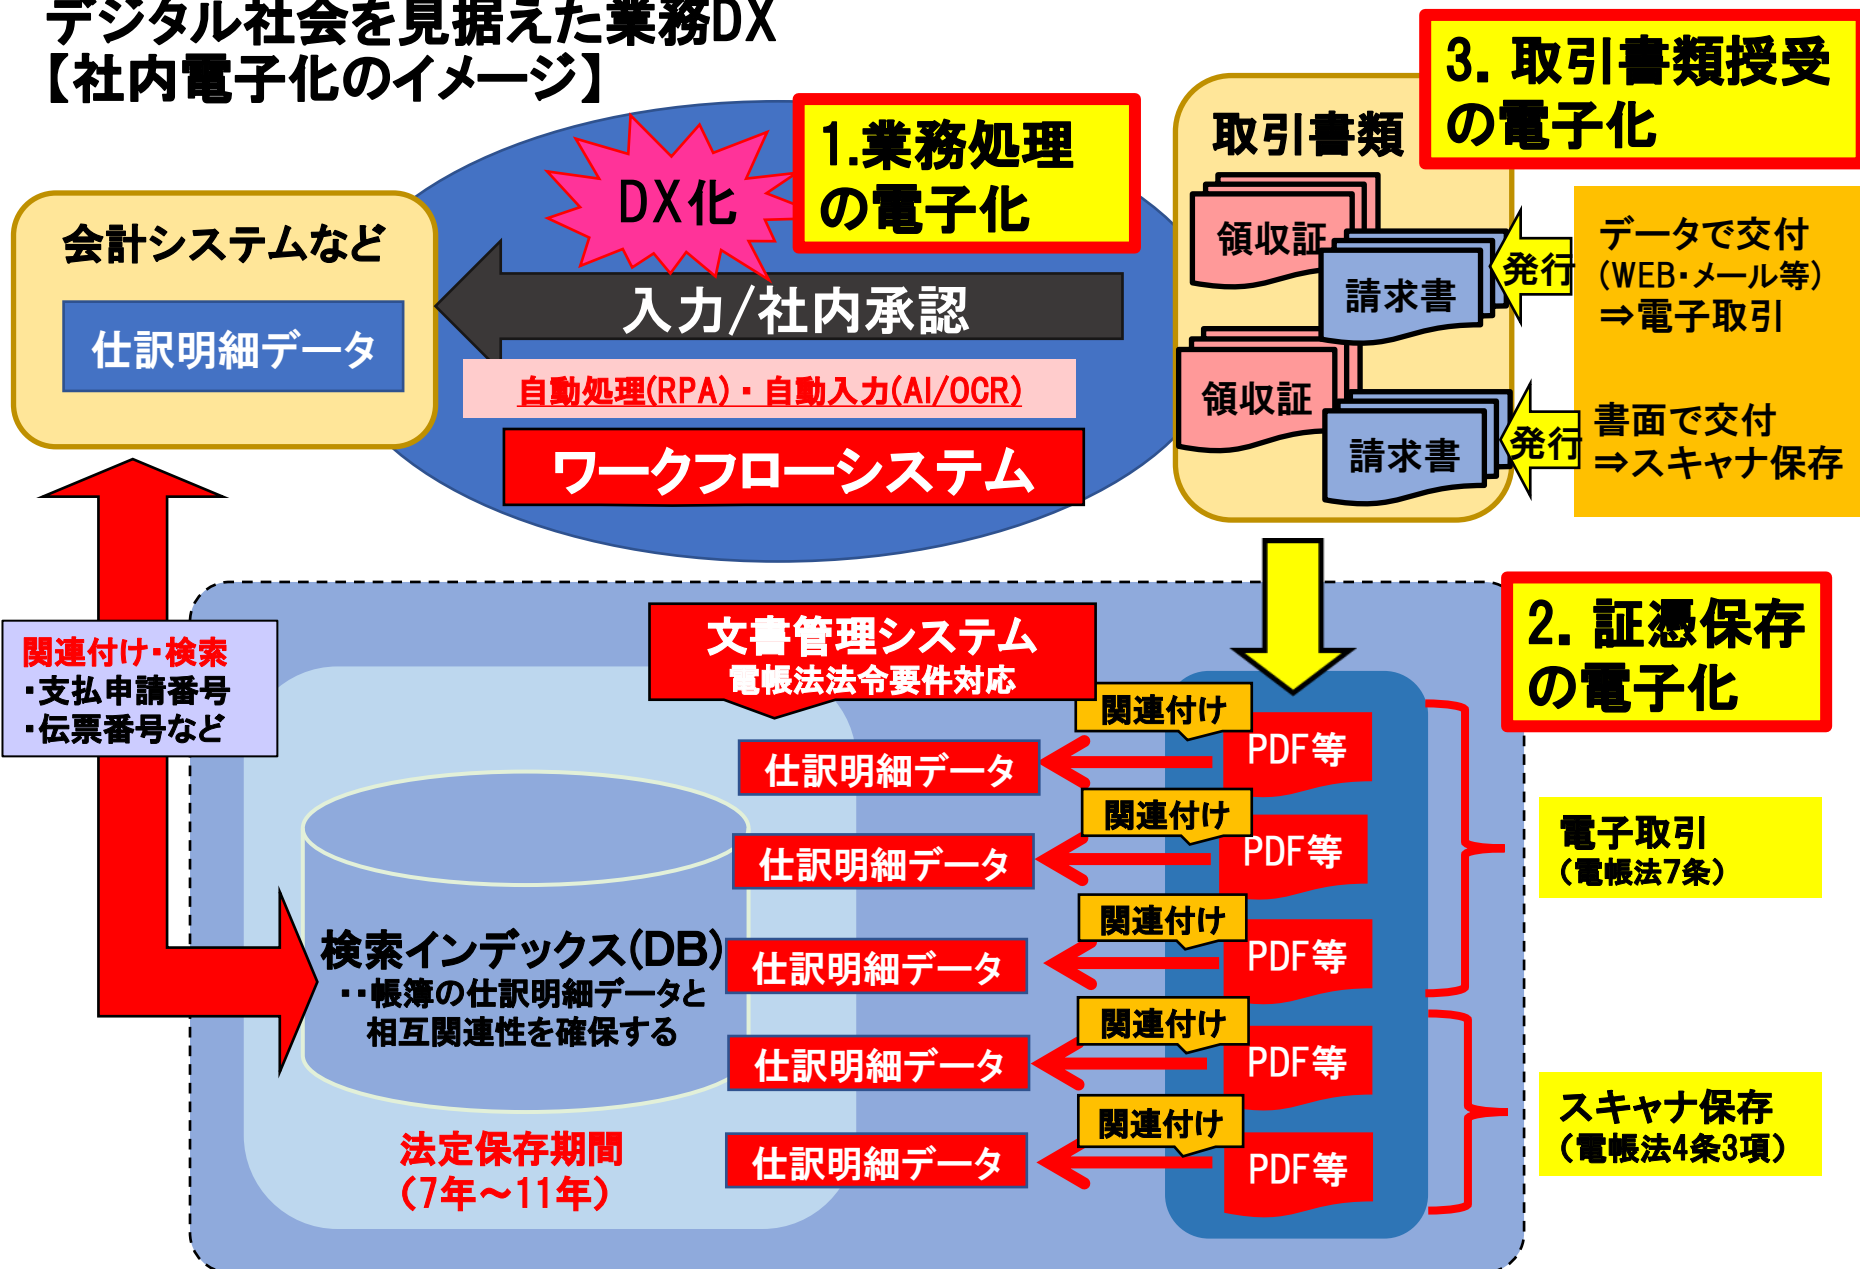 デジタル社会を見据えた業務DX
【社内電子化のイメージ】
3. 取引書類授受
の電子化
1.業務処理
の電子化
DX化
取引書類
会計システムなど
仕訳明細データ
入力/社内承認
自動処理(RPA)・自動入力(AI/OCR)
ワークフローシステム
領収証
請求書
発行
データで交付
(WEB・メール等)
⇒電子取引
領収証
請求書
発行
書面で交付
⇒スキャナ保存
2. 証憑保存
の電子化
文書管理システム
電帳法法令要件対応
関連付け・検索
・支払申請番号
・伝票番号など
関連付け
PDF等
仕訳明細データ
関連付け
PDF等
仕訳明細データ
関連付け
PDF等
仕訳明細データ
関連付け
PDF等
仕訳明細データ
関連付け
PDF等
仕訳明細データ
検索インデックス(DB)
‥帳簿の仕訳明細データと
相互関連性を確保する
法定保存期間
(7年～11年)
電子取引
(電帳法7条)
スキャナ保存
(電帳法4条3項)